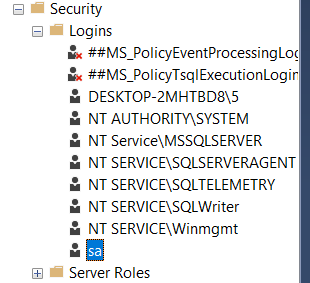 Security
Logins
##MS_PolicyEventProcessingLog
##MS_PolicyTsqlExecutionLogin
DESKTOP-2MHTBD8\5
NT AUTHORITY\SYSTEM
NT Service\MSSQLSERVER
NT SERVICE\SQLSERVERAGENT
NT SERVICE\SQLTELEMETRY
NT SERVICE\SQLWriter
NT SERVICE\Winmgmt
sa
Server Roles